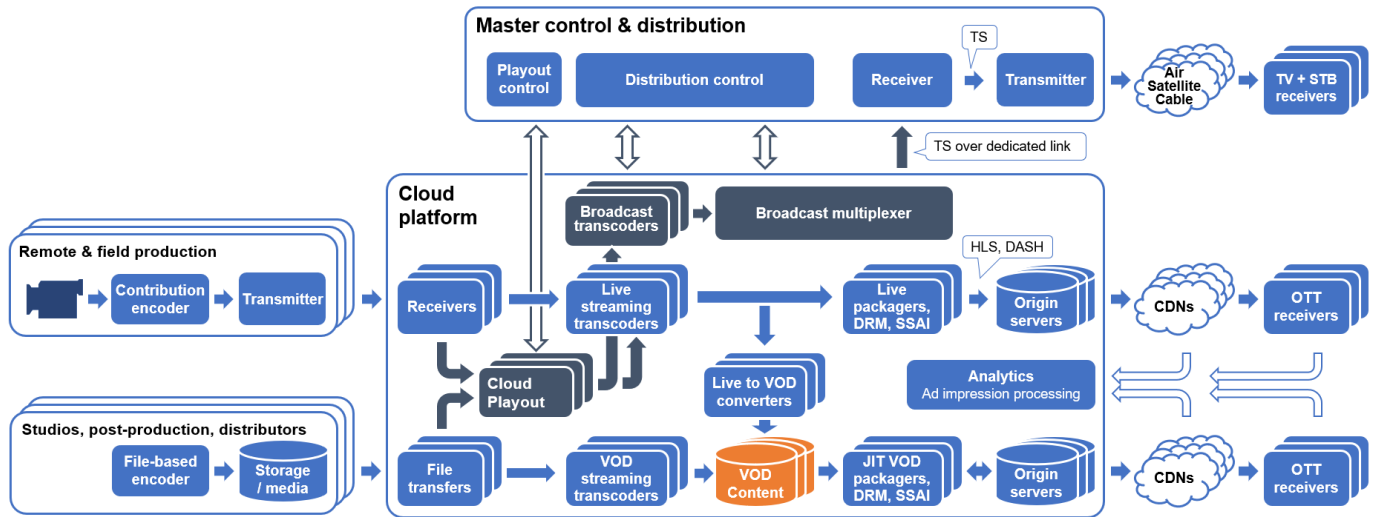 Master control & distribution
TS
Playout
control
Distribution control
Receiver
Transmitter
Air
Satellite
Cable
TV + STB
receivers
TS over dedicated link
Cloud
platform
Broadcast
transcoders
Broadcast multiplexer
Remote & field production
Contribution
encoder
Transmitter
Receivers
Live
streaming
transcoders
HLS, DASH
Live
packagers,
DRM, SSAI
Origin
servers
CDNs
OTT
receivers
Cloud
Playout
Live to VOD
converters
Analytics
Ad impression processing
Studios, post-production, distributors
File-based
encoder
Storage
/ media
File
transfers
VOD
streaming
transcoders
VOD
Content
JIT VOD
packagers,
DRM, SSAI
Origin
servers
CDNs
OTT
receivers